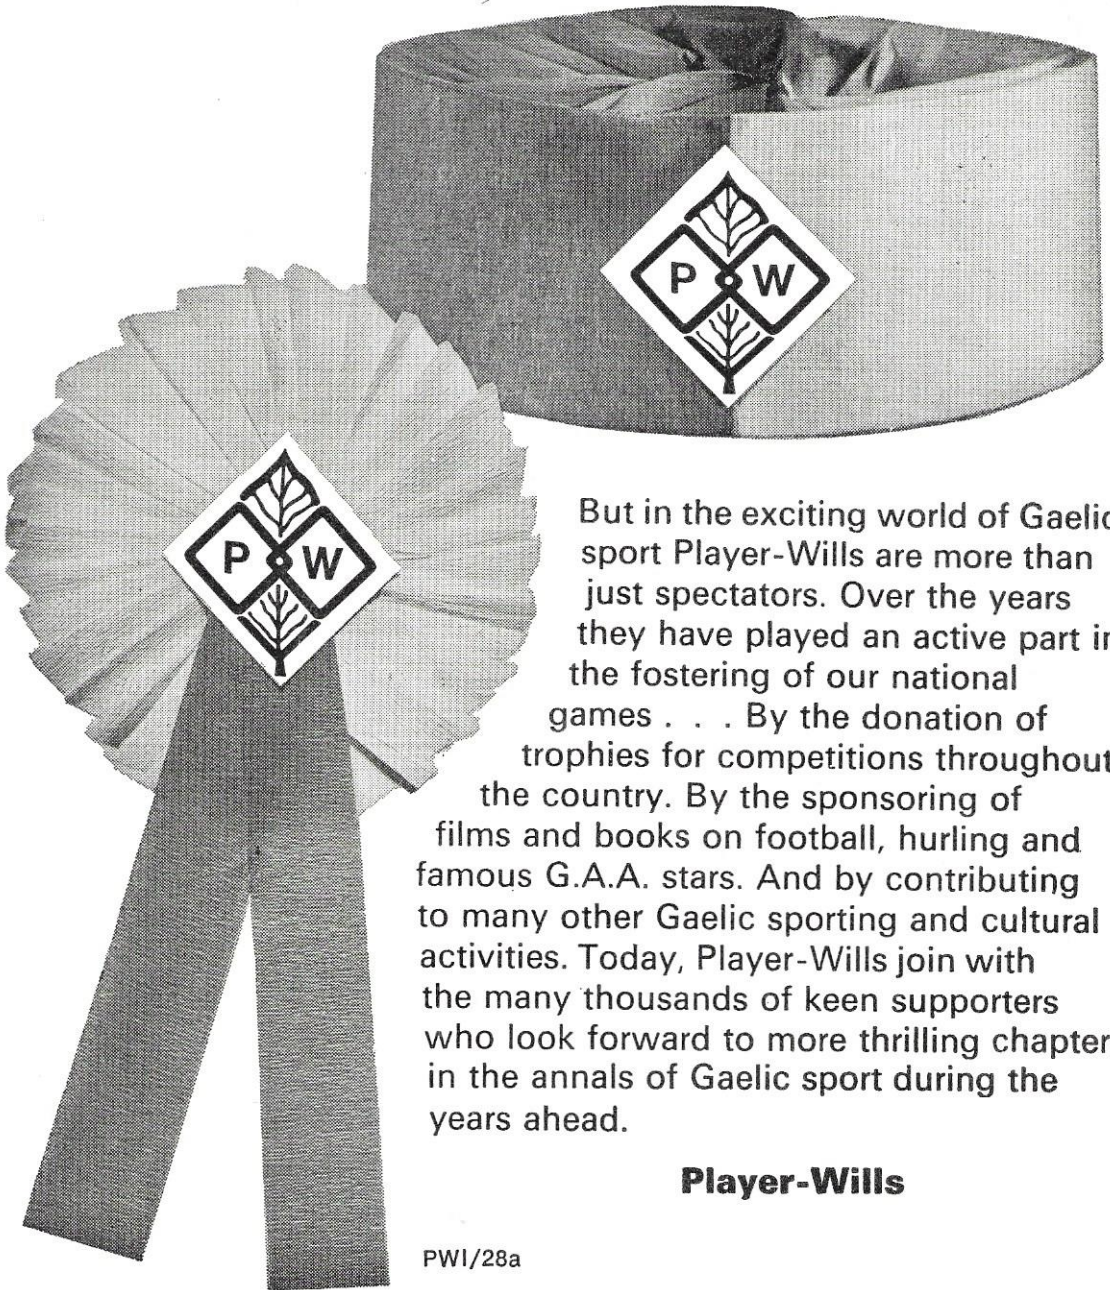 P W
P W
But in the exciting world of Gaelic
sport Player-Wills are more than
just spectators. Over the years
they have played an active part in
the fostering of our national
games . . . By the donation of
trophies for competitions throughout
the country. By the sponsoring of
films and books on football, hurling and
famous G.A.A. stars. And by contributing
to many other Gaelic sporting and cultural
activities. Today, Player-Wills join with
the many thousands of keen supporters
who look forward to more thrilling chapter
in the annals of Gaelic sport during the
years ahead.
Player-Wills
PWI/28a